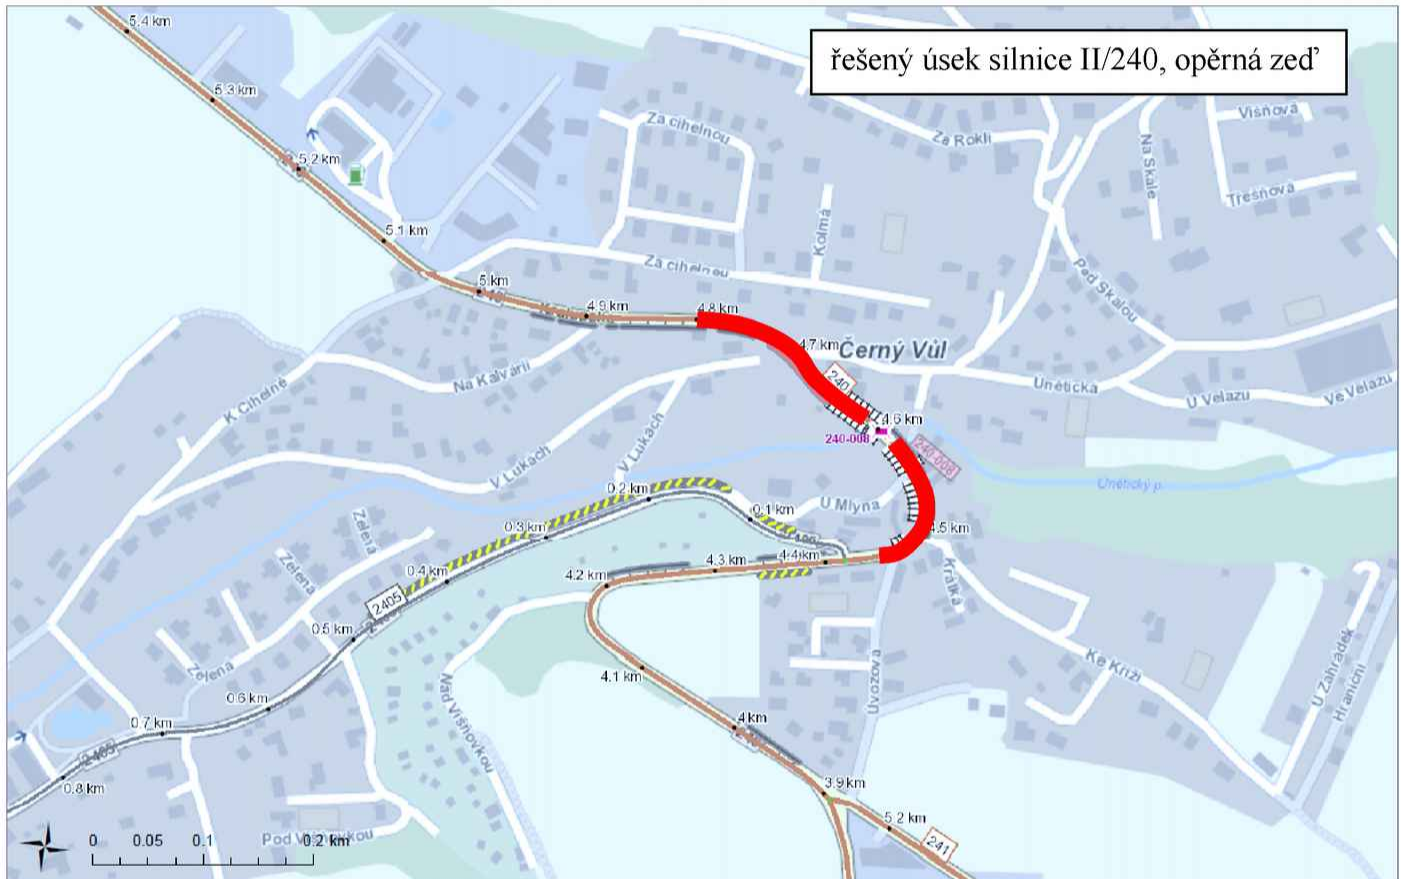 5.4 km
řešený úsek silnice II/240, opěrná zeď
5.3 km
Višňová
Za cihelnou
Za Roklí
Na Skále
5.2 km
Třešňová
Kolmá
5.1 km
Za cihelnou
Pod Skalou
5 km
4.9 km
4.8 km
4.7 km
Černý Vůl
Na Kalvárii
240
Únětická
K Cihelně
U Velazu
Ve Velazu
4.6 km
240-008
240-008
V Lukách
V Lukách
Únětický p.
0.2 km
U Mlýna
0.1 km
Zelená
0.3 km
4.5 km
4.4 km
4.3 km
Zelená
0.4 km
4.2 km
Krátká
2405
0.5 km
Ke Kříži
U Zahrádek
Zelená
4.1 km
Úvozová
Hraniční
0.6 km
Nad Višňovkou
0.7 km
4 km
2405
0.8 km
3.9 km
5.2 km
241
0 0.05 0.1 0.2 km
Pod Višňovkou